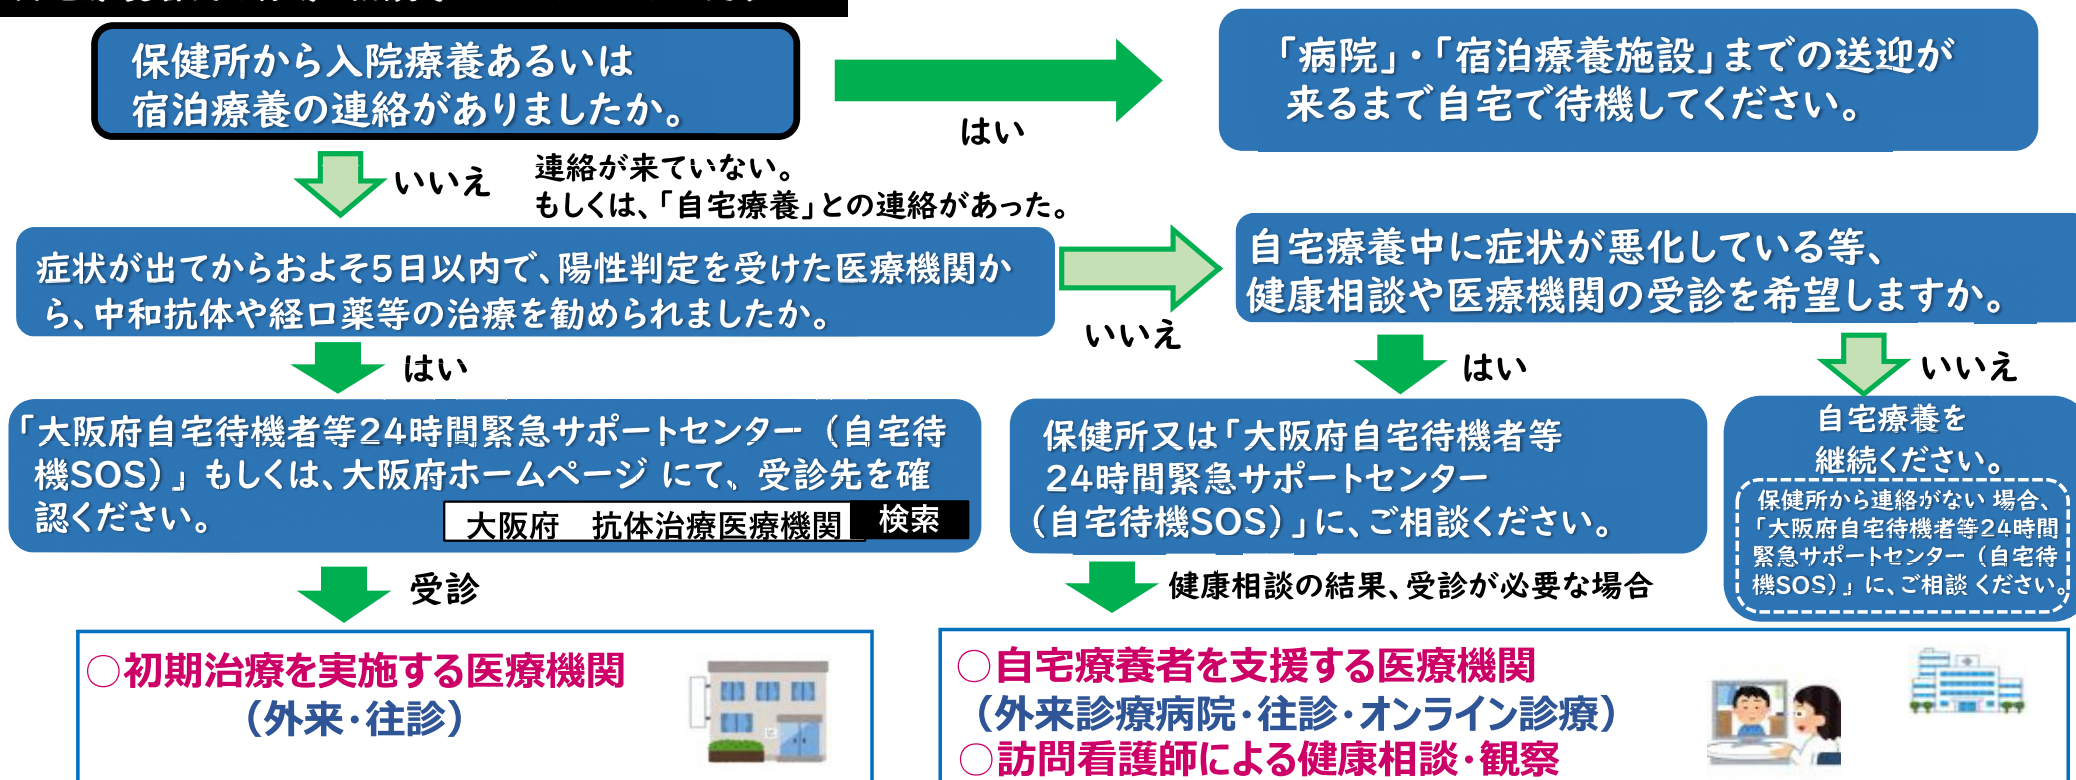 保健所から入院療養あるいは
宿泊療養の連絡がありましたか。
はい
「病院」・「宿泊療養施設」までの送迎が
来るまで自宅で待機してください。
いいえ
連絡が来ていない。
もしくは、「自宅療養」との連絡があった。
症状が出てからおよそ5日以内で、陽性判定を受けた医療機関か
ら、中和抗体や経口薬等の治療を勧められましたか。
いいえ
自宅療養中に症状が悪化している等、
健康相談や医療機関の受診を希望しますか。
はい
はい
いいえ
「大阪府自宅待機者等24時間緊急サポートセンター（自宅待
機SOS）」もしくは、大阪府ホームページ にて、受診先を確
認ください。
大阪府　抗体治療医療機関 検索
保健所又は「大阪府自宅待機者等
24時間緊急サポートセンター
（自宅待機SOS）」に、ご相談ください。
自宅療養を
継続ください。
保健所から連絡がない 場合、
「大阪府自宅待機者等24時間
緊急サポートセンター（自宅待
機SOS）」に、ご相談 ください。
受診
健康相談の結果、受診が必要な場合
○初期治療を実施する医療機関
（外来・往診）
○自宅療養者を支援する医療機関
（外来診療病院・往診・オンライン診療）
○訪問看護師による健康相談・観察